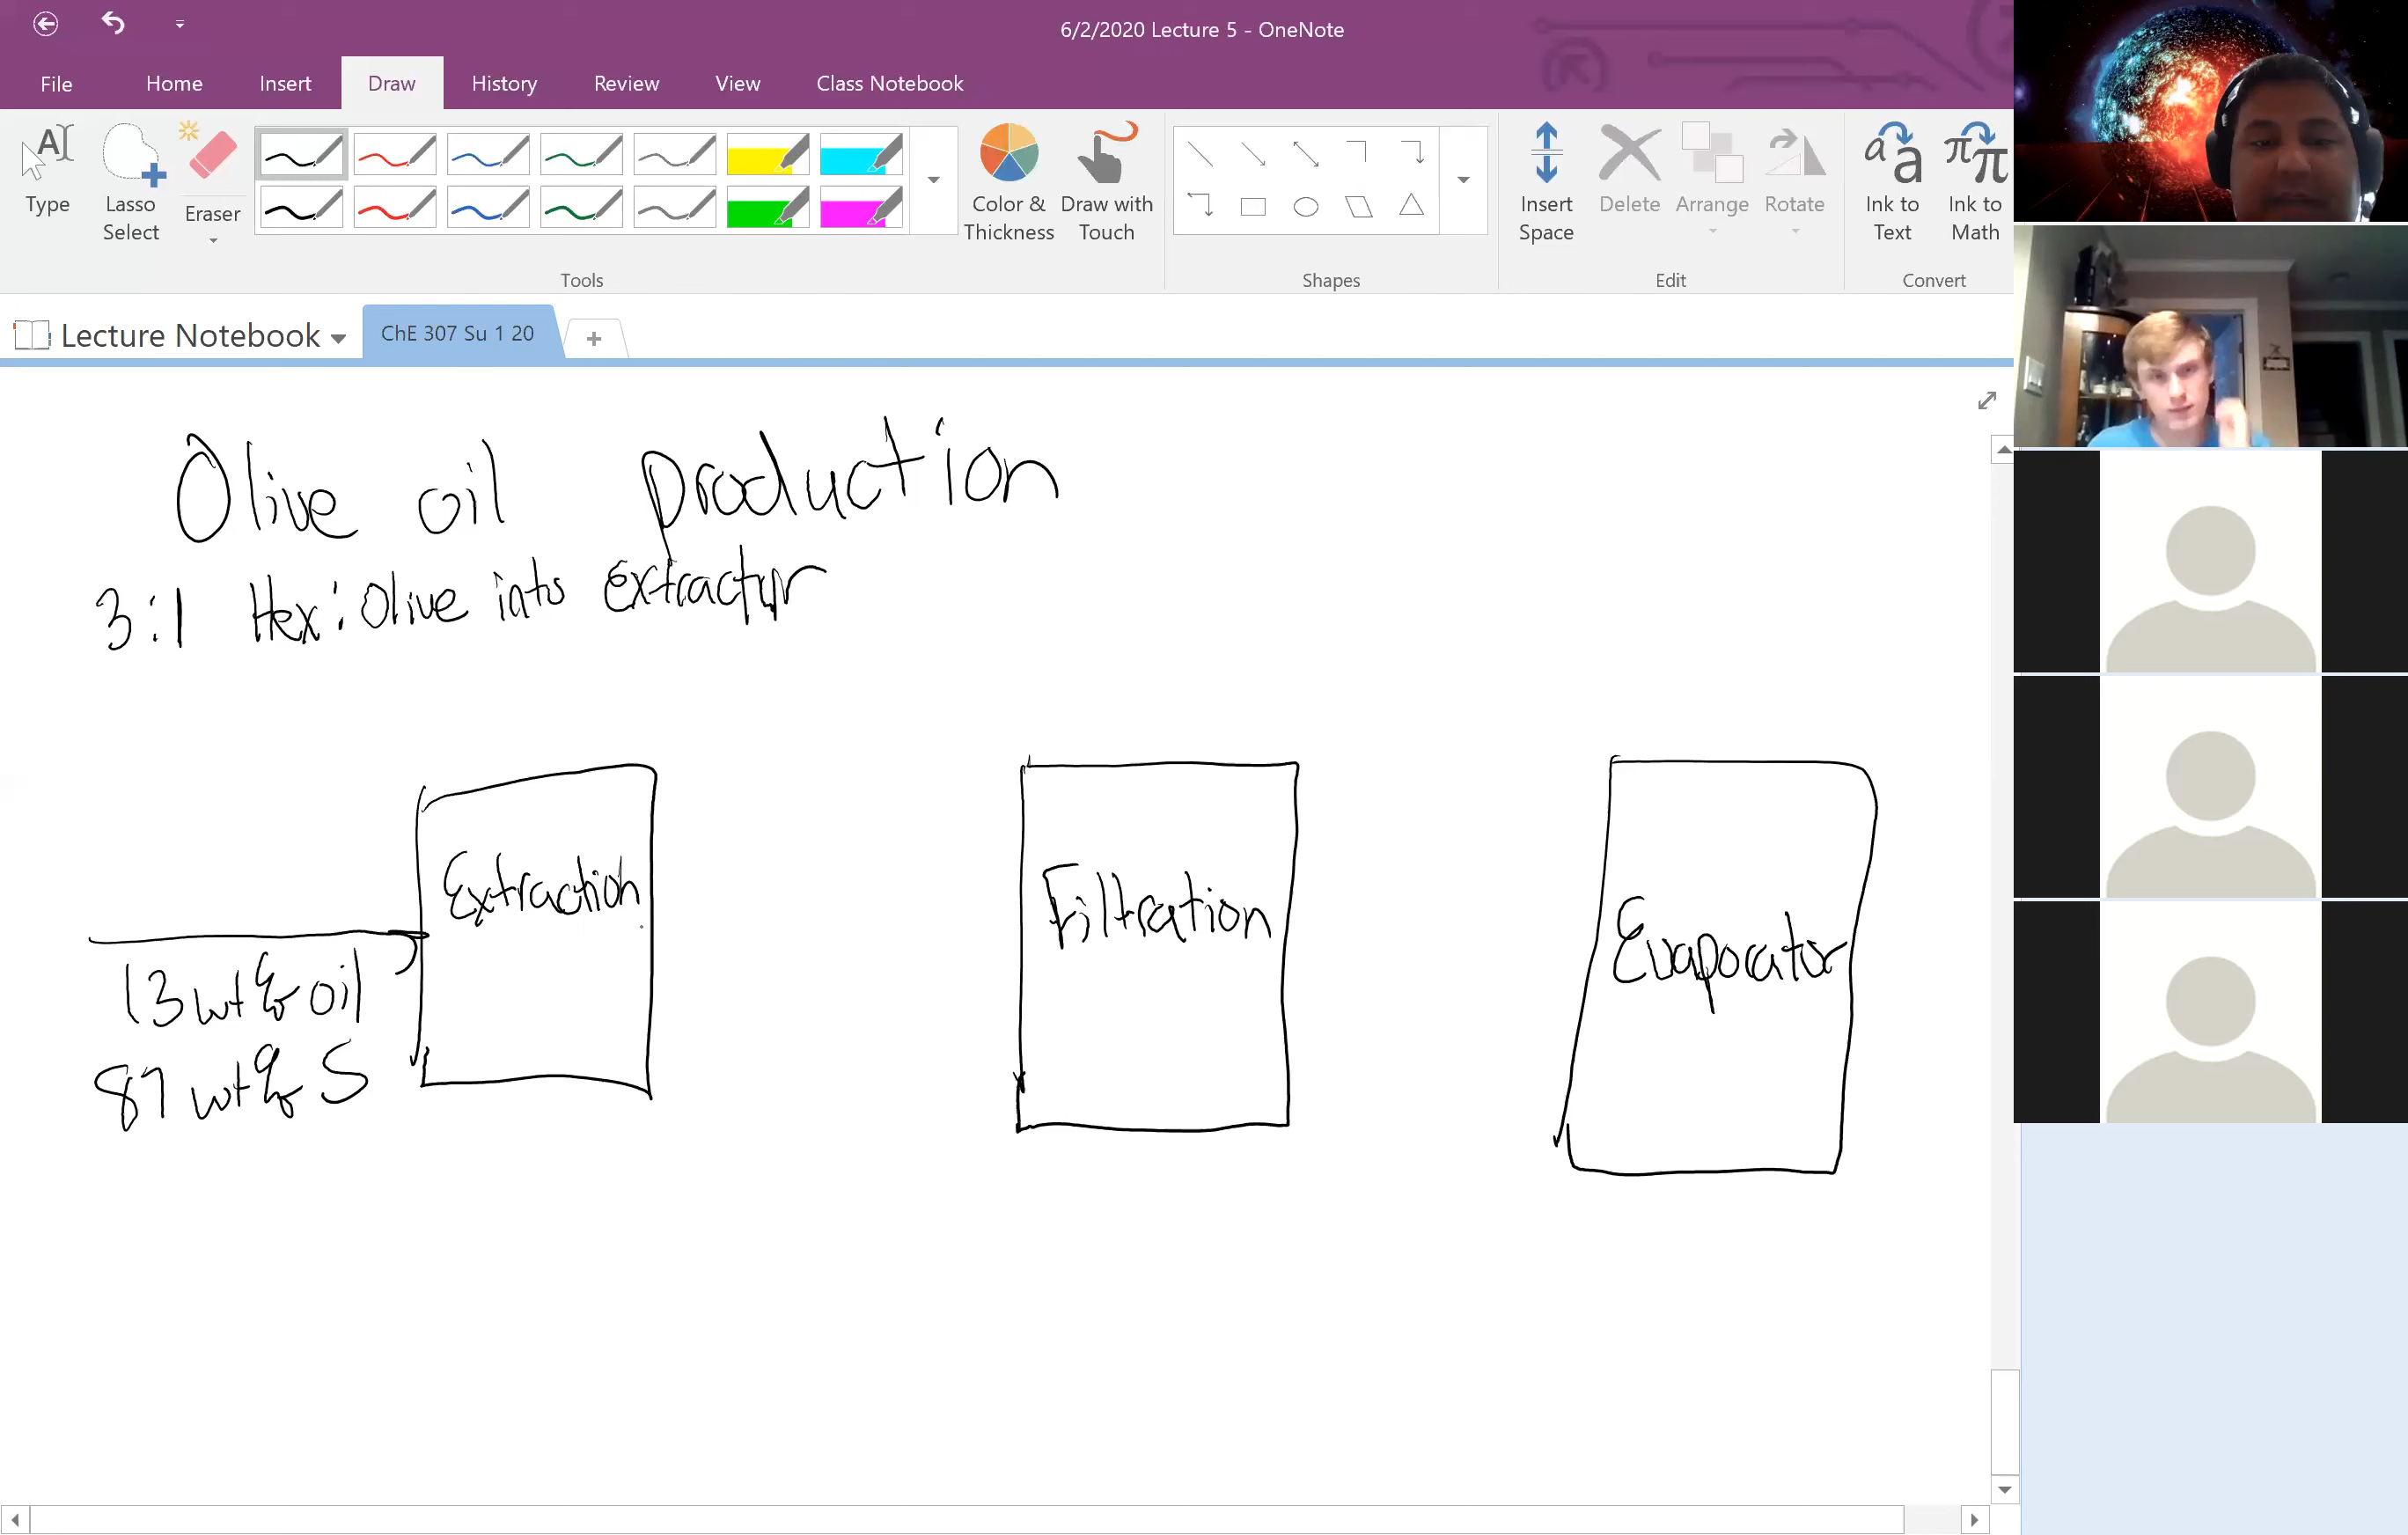 6/2/2020 Lecture 5 - OneNote
File Home Insert Draw History Review View Class Notebook
Type
Lasso Select
Eraser
Color & Thickness
Draw with Touch
Insert Space
Delete
Arrange
Rotate
Ink to Text
Ink to Math
Tools Shapes Edit Convert
Lecture Notebook ChE 307 Su 1 20
Olive oil production
3:1 Hex:Olive into extractor
Extraction
Filtration
Evaporator
13 wt% oil
87 wt% S